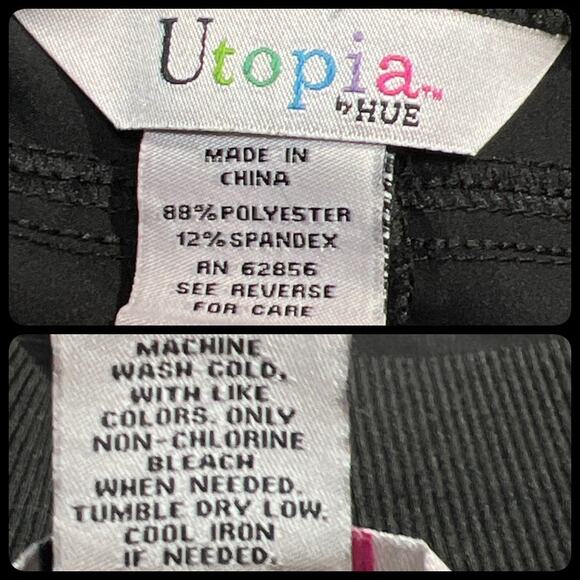 Utopia™
by HUE
MADE IN
CHINA
88% POLYESTER
12% SPANDEX
RN 62856
SEE REVERSE
FOR CARE
MACHINE
WASH COLD,
WITH LIKE
COLORS. ONLY
NON-CHLORINE
BLEACH
WHEN NEEDED.
TUMBLE DRY LOW.
COOL IRON
IF NEEDED.